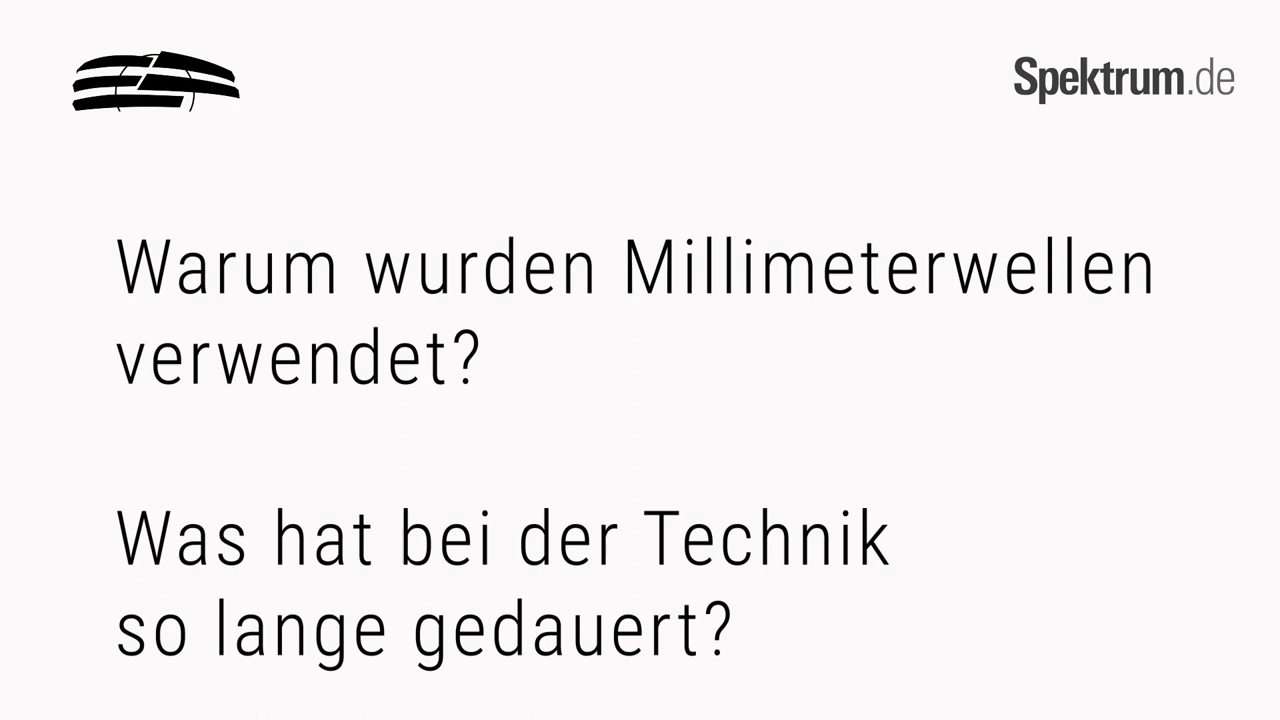 Spektrum.de
Warum wurden Millimeterwellen
verwendet?
Was hat bei der Technik
so lange gedauert?